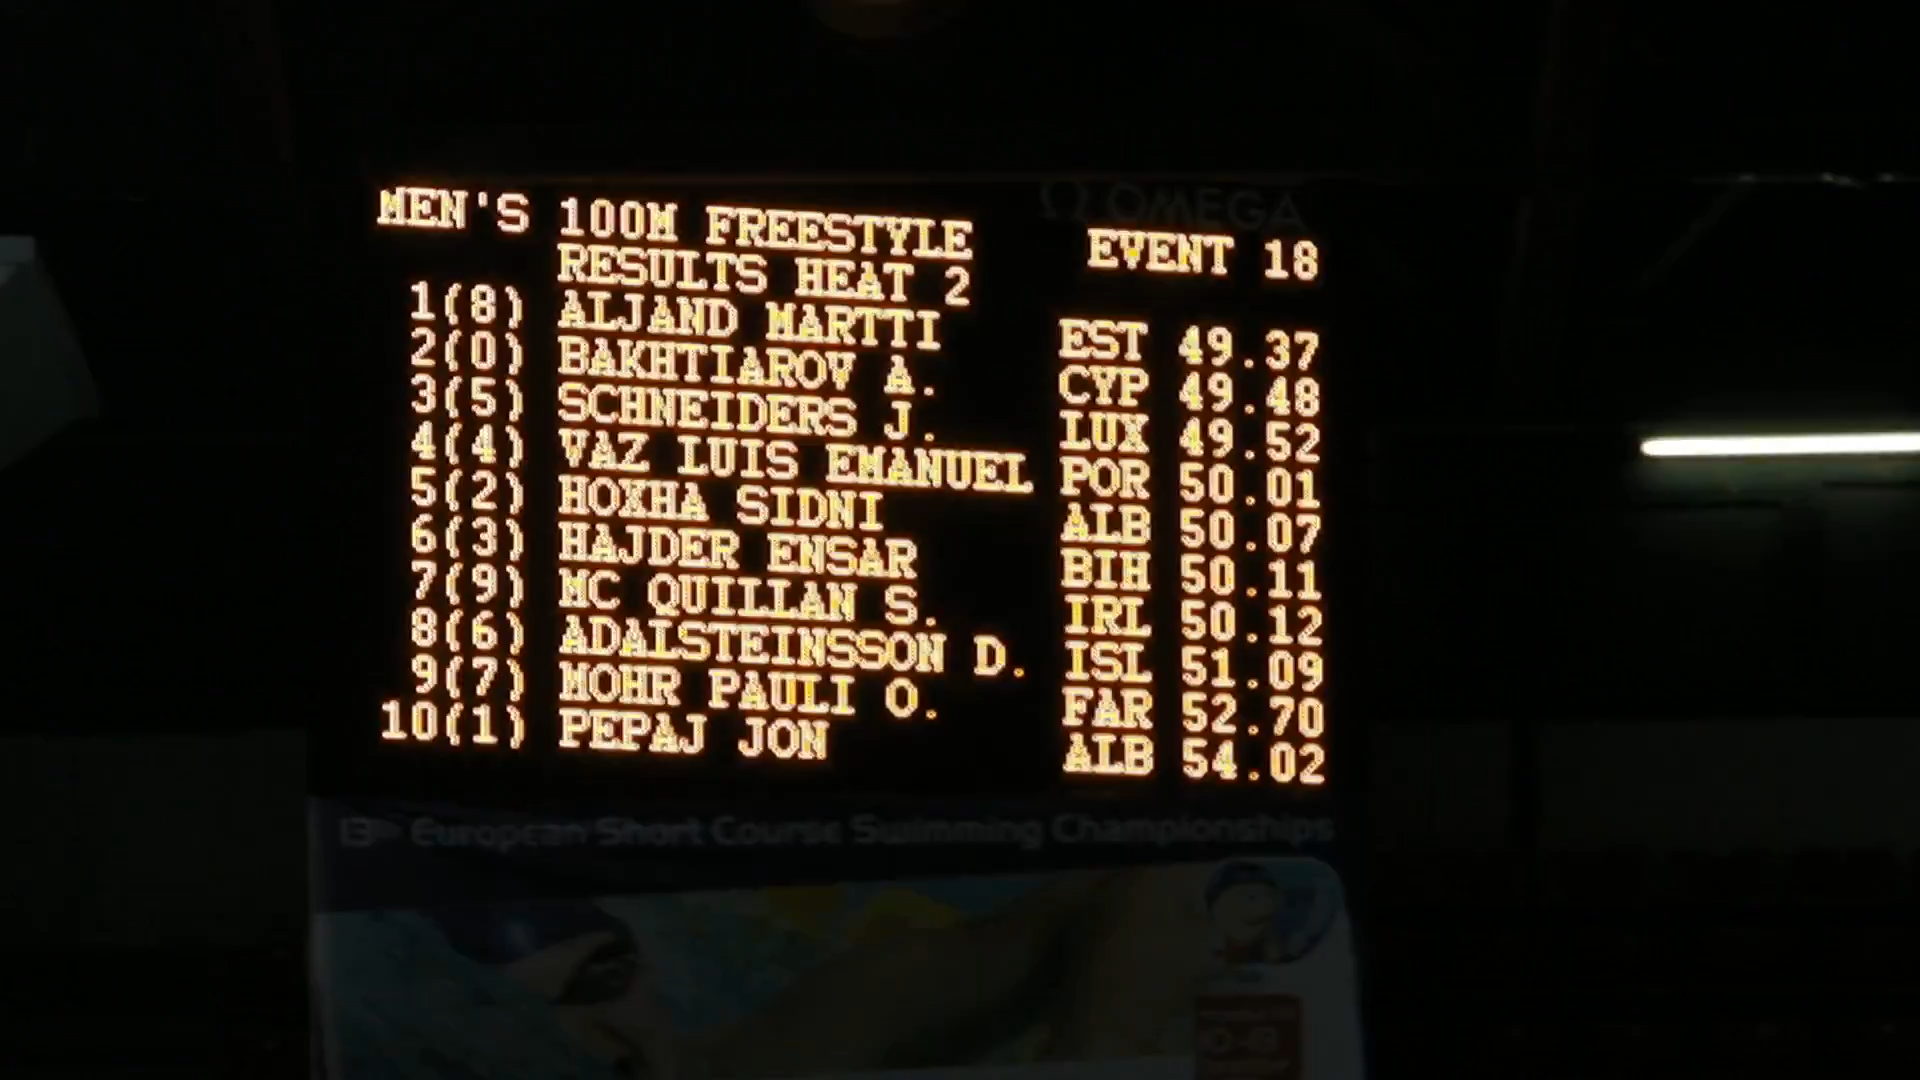 Ω OMEGA
MEN'S 100M FREESTYLE EVENT 18
RESULTS HEAT 2
1(8) ALJAND MARTTI EST 49.37
2(0) BAKHTIAROV A. CYP 49.48
3(5) SCHNEIDERS J. LUX 49.52
4(4) VAZ LUIS EMANUEL POR 50.01
5(2) HOXHA SIDNI ALB 50.07
6(3) HAJDER ENSAR BIH 50.11
7(9) MC QUILLAN S. IRL 50.12
8(6) ADALSTEINSSON D. ISL 51.09
9(7) MOHR PAULI O. FAR 52.70
10(1) PEPAJ JON ALB 54.02
European Short Course Swimming Championships